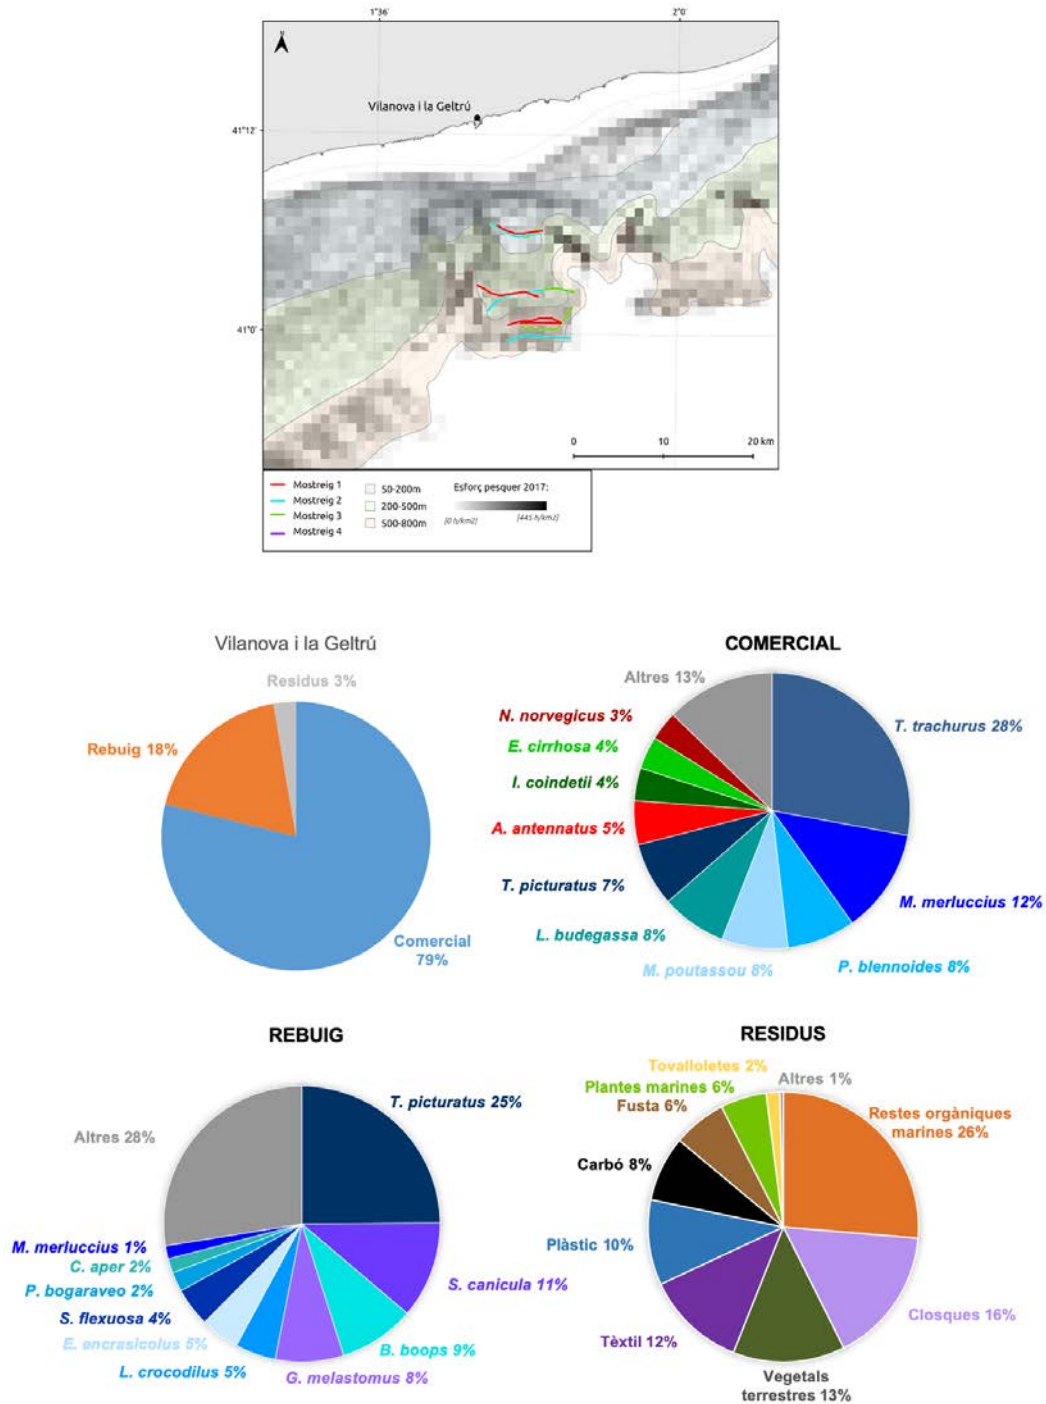 1°36'
2°0'
N
Vilanova i la Geltrú
41°12'
41°0'
0
10
20 km
Mostreig 1
Mostreig 2
Mostreig 3
Mostreig 4
50-200m
200-500m
500-800m
Esforç pesquer 2017:
[0 h/km2]
[445 h/km2]
Vilanova i la Geltrú
Residus 3%
Rebuig 18%
Comercial
79%
COMERCIAL
Altres 13%
N. norvegicus 3%
E. cirrhosa 4%
I. coindetii 4%
A. antennatus 5%
T. picturatus 7%
L. budegassa 8%
M. poutassou 8%
P. blennoides 8%
M. merluccius 12%
T. trachurus 28%
REBUIG
T. picturatus 25%
Altres 28%
M. merluccius 1%
C. aper 2%
P. bogaraveo 2%
S. flexuosa 4%
E. encrasicolus 5%
L. crocodilus 5%
G. melastomus 8%
B. boops 9%
S. canicula 11%
RESIDUS
Tovalloletes 2%
Altres 1%
Plantes marines 6%
Fusta 6%
Restes orgàniques
marines 26%
Carbó 8%
Plàstic 10%
Closques 16%
Tèxtil 12%
Vegetals
terrestres 13%